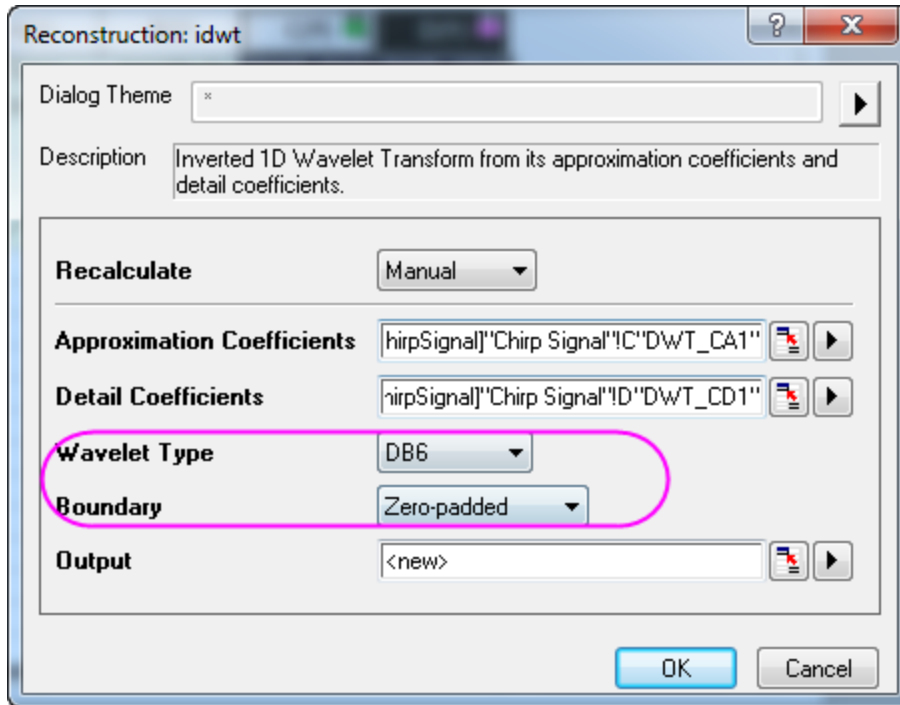 Reconstruction: idwt
Dialog Theme *
Description Inverted 1D Wavelet Transform from its approximation coefficients and
detail coefficients.
Recalculate Manual
Approximation Coefficients hirpSignal]"Chirp Signal"!C"DWT_CA1"
Detail Coefficients hirpSignal]"Chirp Signal"!D"DWT_CD1"
Wavelet Type DB6
Boundary Zero-padded
Output <new>
OK Cancel